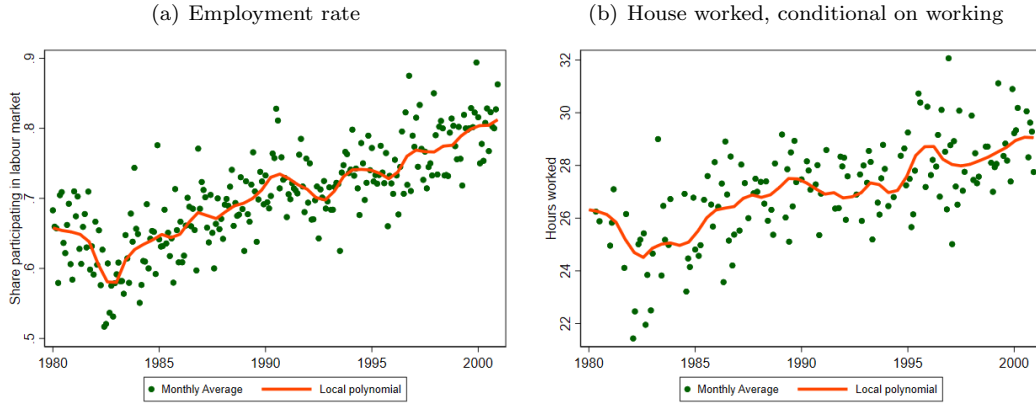 (a) Employment rate
(b) House worked, conditional on working
Share participating in labour market
.9
.8
.7
.6
.5
1980 1985 1990 1995 2000
Monthly Average Local polynomial
Hours worked
32
30
28
26
24
22
1980 1985 1990 1995 2000
Monthly Average Local polynomial